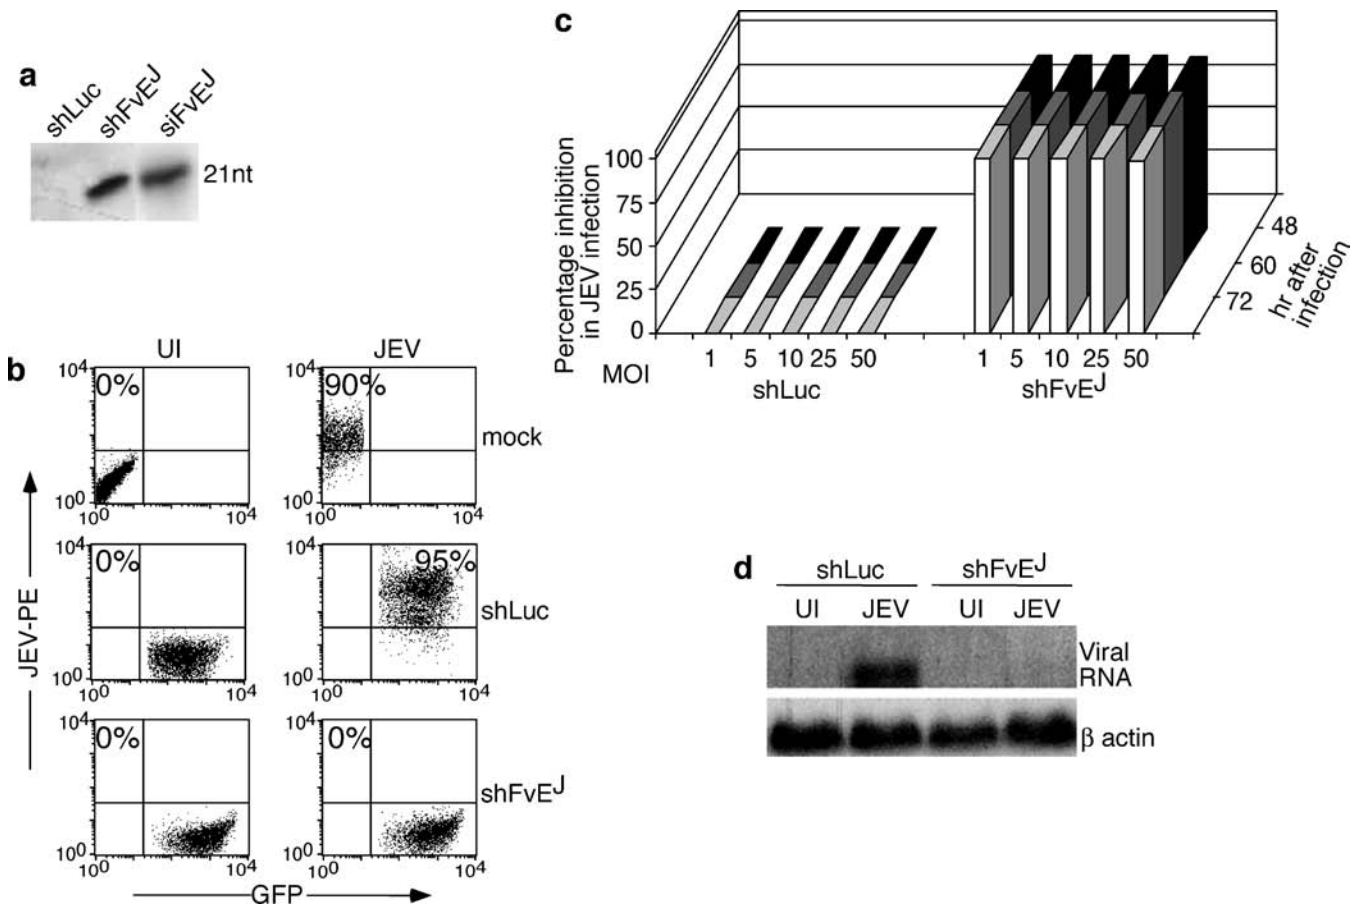 a
shLuc
shFvEJ
siFvEJ
21nt
b
UI
JEV
10⁴
0%
10⁰
10⁰
10⁴
10⁴
90%
10⁰
10⁰
10⁴
mock
10⁴
0%
10⁰
10⁰
10⁴
10⁴
95%
10⁰
10⁰
10⁴
shLuc
10⁴
0%
10⁰
10⁰
10⁴
10⁴
0%
10⁰
10⁰
10⁴
shFvEJ
JEV-PE
GFP
c
Percentage inhibition
in JEV infection
100
75
50
25
0
MOI
1 5 10 25 50
shLuc
1 5 10 25 50
shFvEJ
48
60
72
hr after
infection
d
shLuc shFvEJ
UI JEV UI JEV
Viral
RNA
β actin